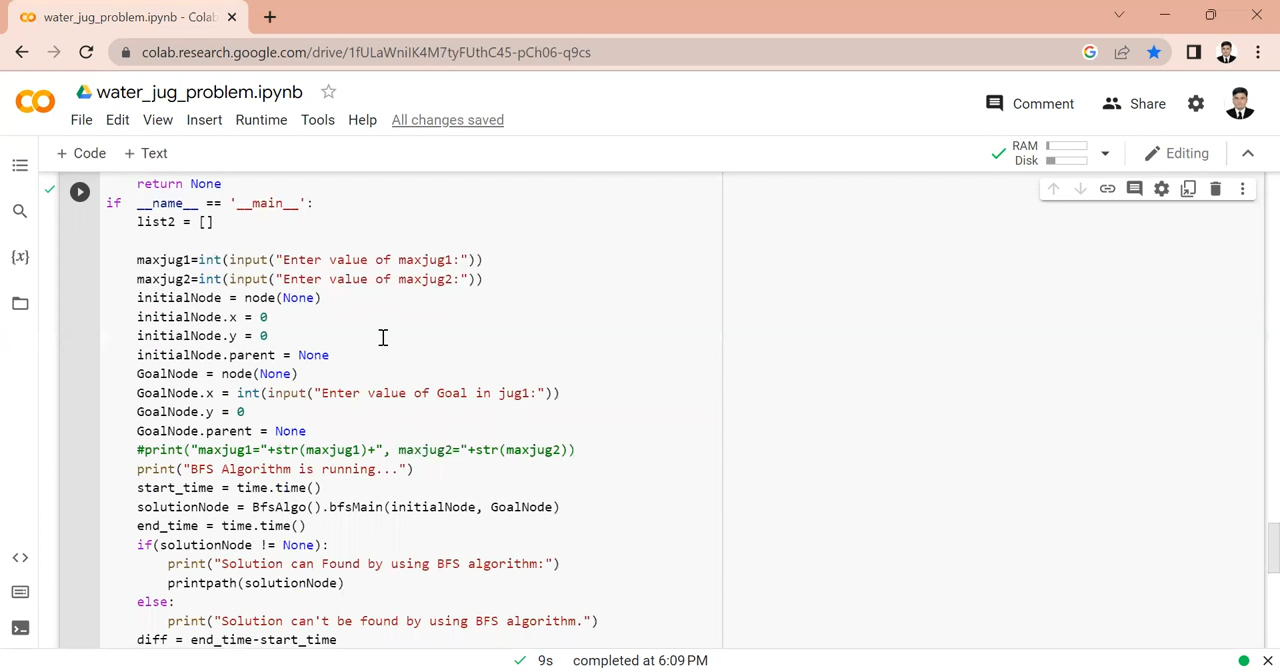 water_jug_problem.ipynb - Colab
colab.research.google.com/drive/1fULaWnilK4M7tyFUthC45-pCh06-q9cs
water_jug_problem.ipynb
Comment
Share
File Edit View Insert Runtime Tools Help All changes saved
+ Code + Text
RAM
Disk
Editing
return None
if __name__ == '__main__':
list2 = []
maxjug1=int(input("Enter value of maxjug1:"))
maxjug2=int(input("Enter value of maxjug2:"))
initialNode = node(None)
initialNode.x = 0
initialNode.y = 0
initialNode.parent = None
GoalNode = node(None)
GoalNode.x = int(input("Enter value of Goal in jug1:"))
GoalNode.y = 0
GoalNode.parent = None
#print("maxjug1="+str(maxjug1)+", maxjug2="+str(maxjug2))
print("BFS Algorithm is running...")
start_time = time.time()
solutionNode = BfsAlgo().bfsMain(initialNode, GoalNode)
end_time = time.time()
if(solutionNode != None):
print("Solution can Found by using BFS algorithm:")
printpath(solutionNode)
else:
print("Solution can't be found by using BFS algorithm.")
diff = end_time-start_time
9s completed at 6:09 PM